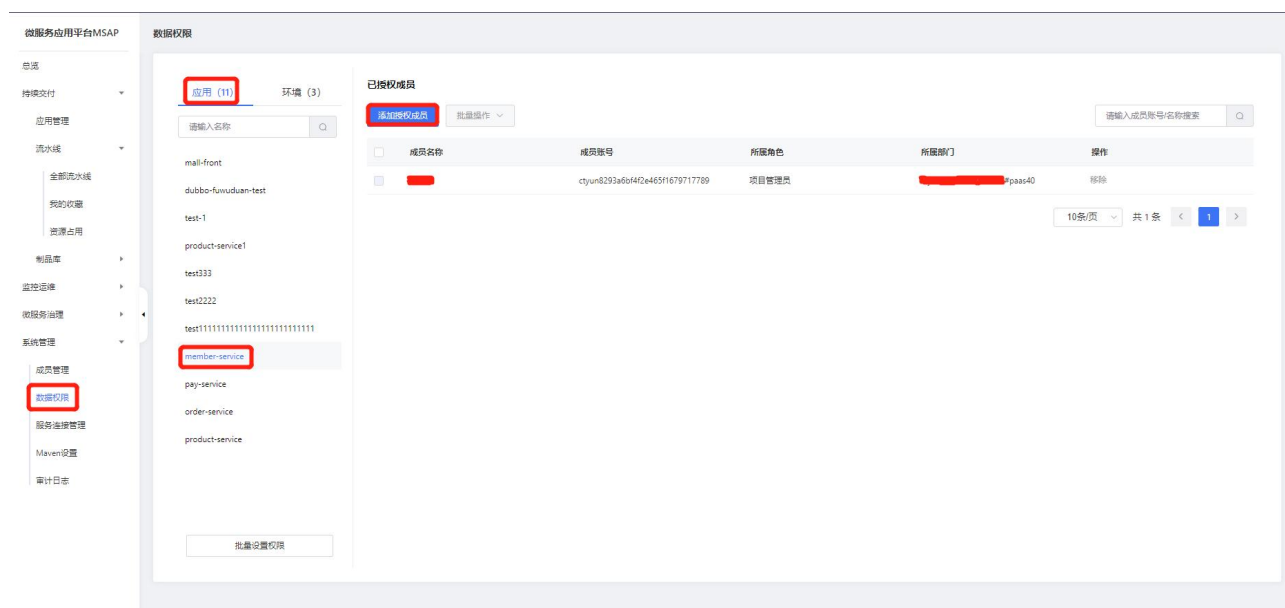 微服务应用平台MSAP
总览
持续交付
应用管理
流水线
全部流水线
我的收藏
资源占用
制品库
监控运维
微服务治理
系统管理
成员管理
数据权限
服务连接管理
Maven设置
审计日志
数据权限
应用 (11) 环境 (3)
请输入名称
mall-front
dubbo-fuwuduan-test
test-1
product-service1
test333
test2222
test1111111111111111111111111
member-service
pay-service
order-service
product-service
批量设置权限
已授权成员
添加授权成员 批量操作 请输入成员账号/名称搜索
成员名称 成员账号 所属角色 所属部门 操作
ctyun8293a6bf4f2e465f1679717789 项目管理员 #paas40 移除
10条/页 共 1 条 < 1 >